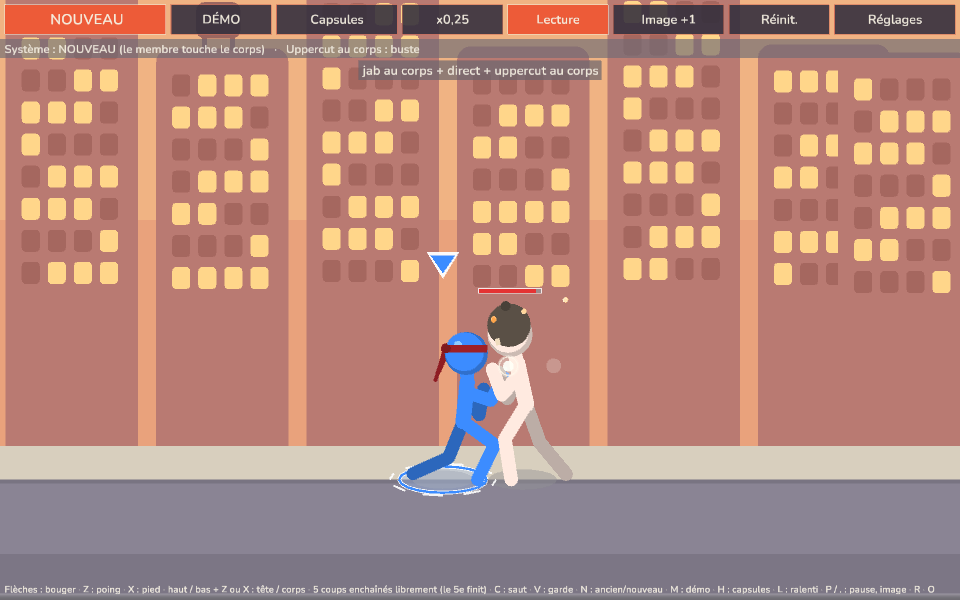 NOUVEAU DÉMO Capsules x0,25 Lecture Image +1 Réinit. Réglages
Système : NOUVEAU (le membre touche le corps) · Uppercut au corps : buste
jab au corps + direct + uppercut au corps
Flèches : bouger · Z : poing · X : pied · haut / bas + Z ou X : tête / corps · 5 coups enchaînés librement (le 5e finit) · C : saut · V : garde · N : ancien/nouveau · M : démo · H : capsules · L : ralenti · P / , : pause, image · R · O